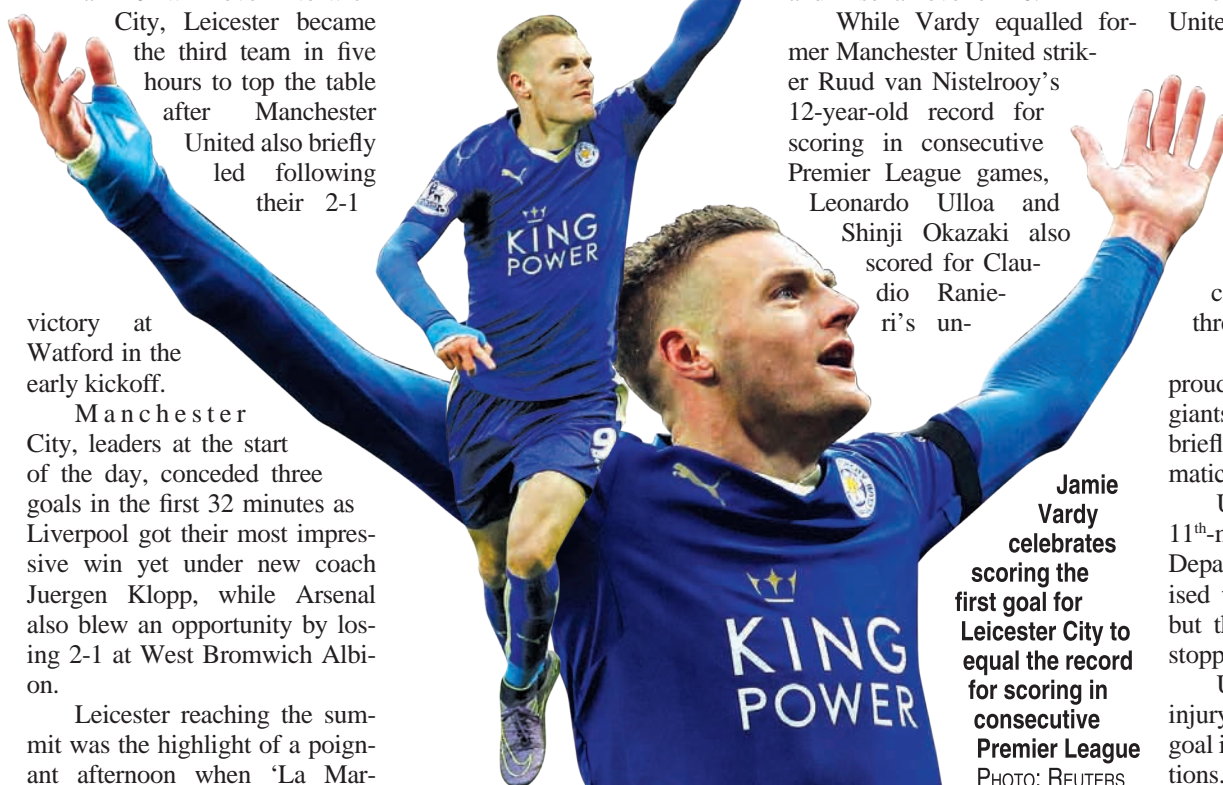 City, Leicester became
the third team in five
hours to top the table
after Manchester
United also briefly
led following
their 2-1
victory at
Watford in the
early kickoff.
Manchester
City, leaders at the start
of the day, conceded three
goals in the first 32 minutes as
Liverpool got their most impres-
sive win yet under new coach
Juergen Klopp, while Arsenal
also blew an opportunity by los-
ing 2-1 at West Bromwich Albi-
on.
Leicester reaching the sum-
mit was the highlight of a poign-
ant afternoon when ‘La Mar-
KING
POWER
9
KING
POWER
While Vardy equalled for-
mer Manchester United strik-
er Ruud van Nistelrooy's
12-year-old record for
scoring in consecutive
Premier League games,
Leonardo Ulloa and
Shinji Okazaki also
scored for Clau-
dio Ranie-
ri's un-
Jamie
Vardy
celebrates
scoring the
first goal for
Leicester City to
equal the record
for scoring in
consecutive
Premier League
PHOTO: REUTERS
United
c
thre
proud
giants
briefl
matic
U
11th-m
Depa
ised
but th
stopp
U
injury
goal i
tions.